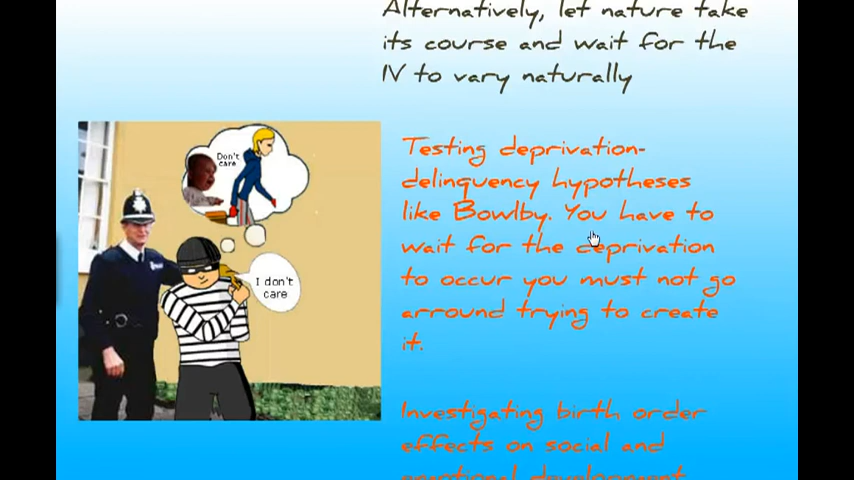 Alternatively, let nature take
its course and wait for the
IV to vary naturally
Don't
care
I don't
care
Testing deprivation-
delinquency hypotheses
like Bowlby. You have to
wait for the deprivation
to occur you must not go
arround trying to create
it.
Investigating birth order
effects on social and
emotional development